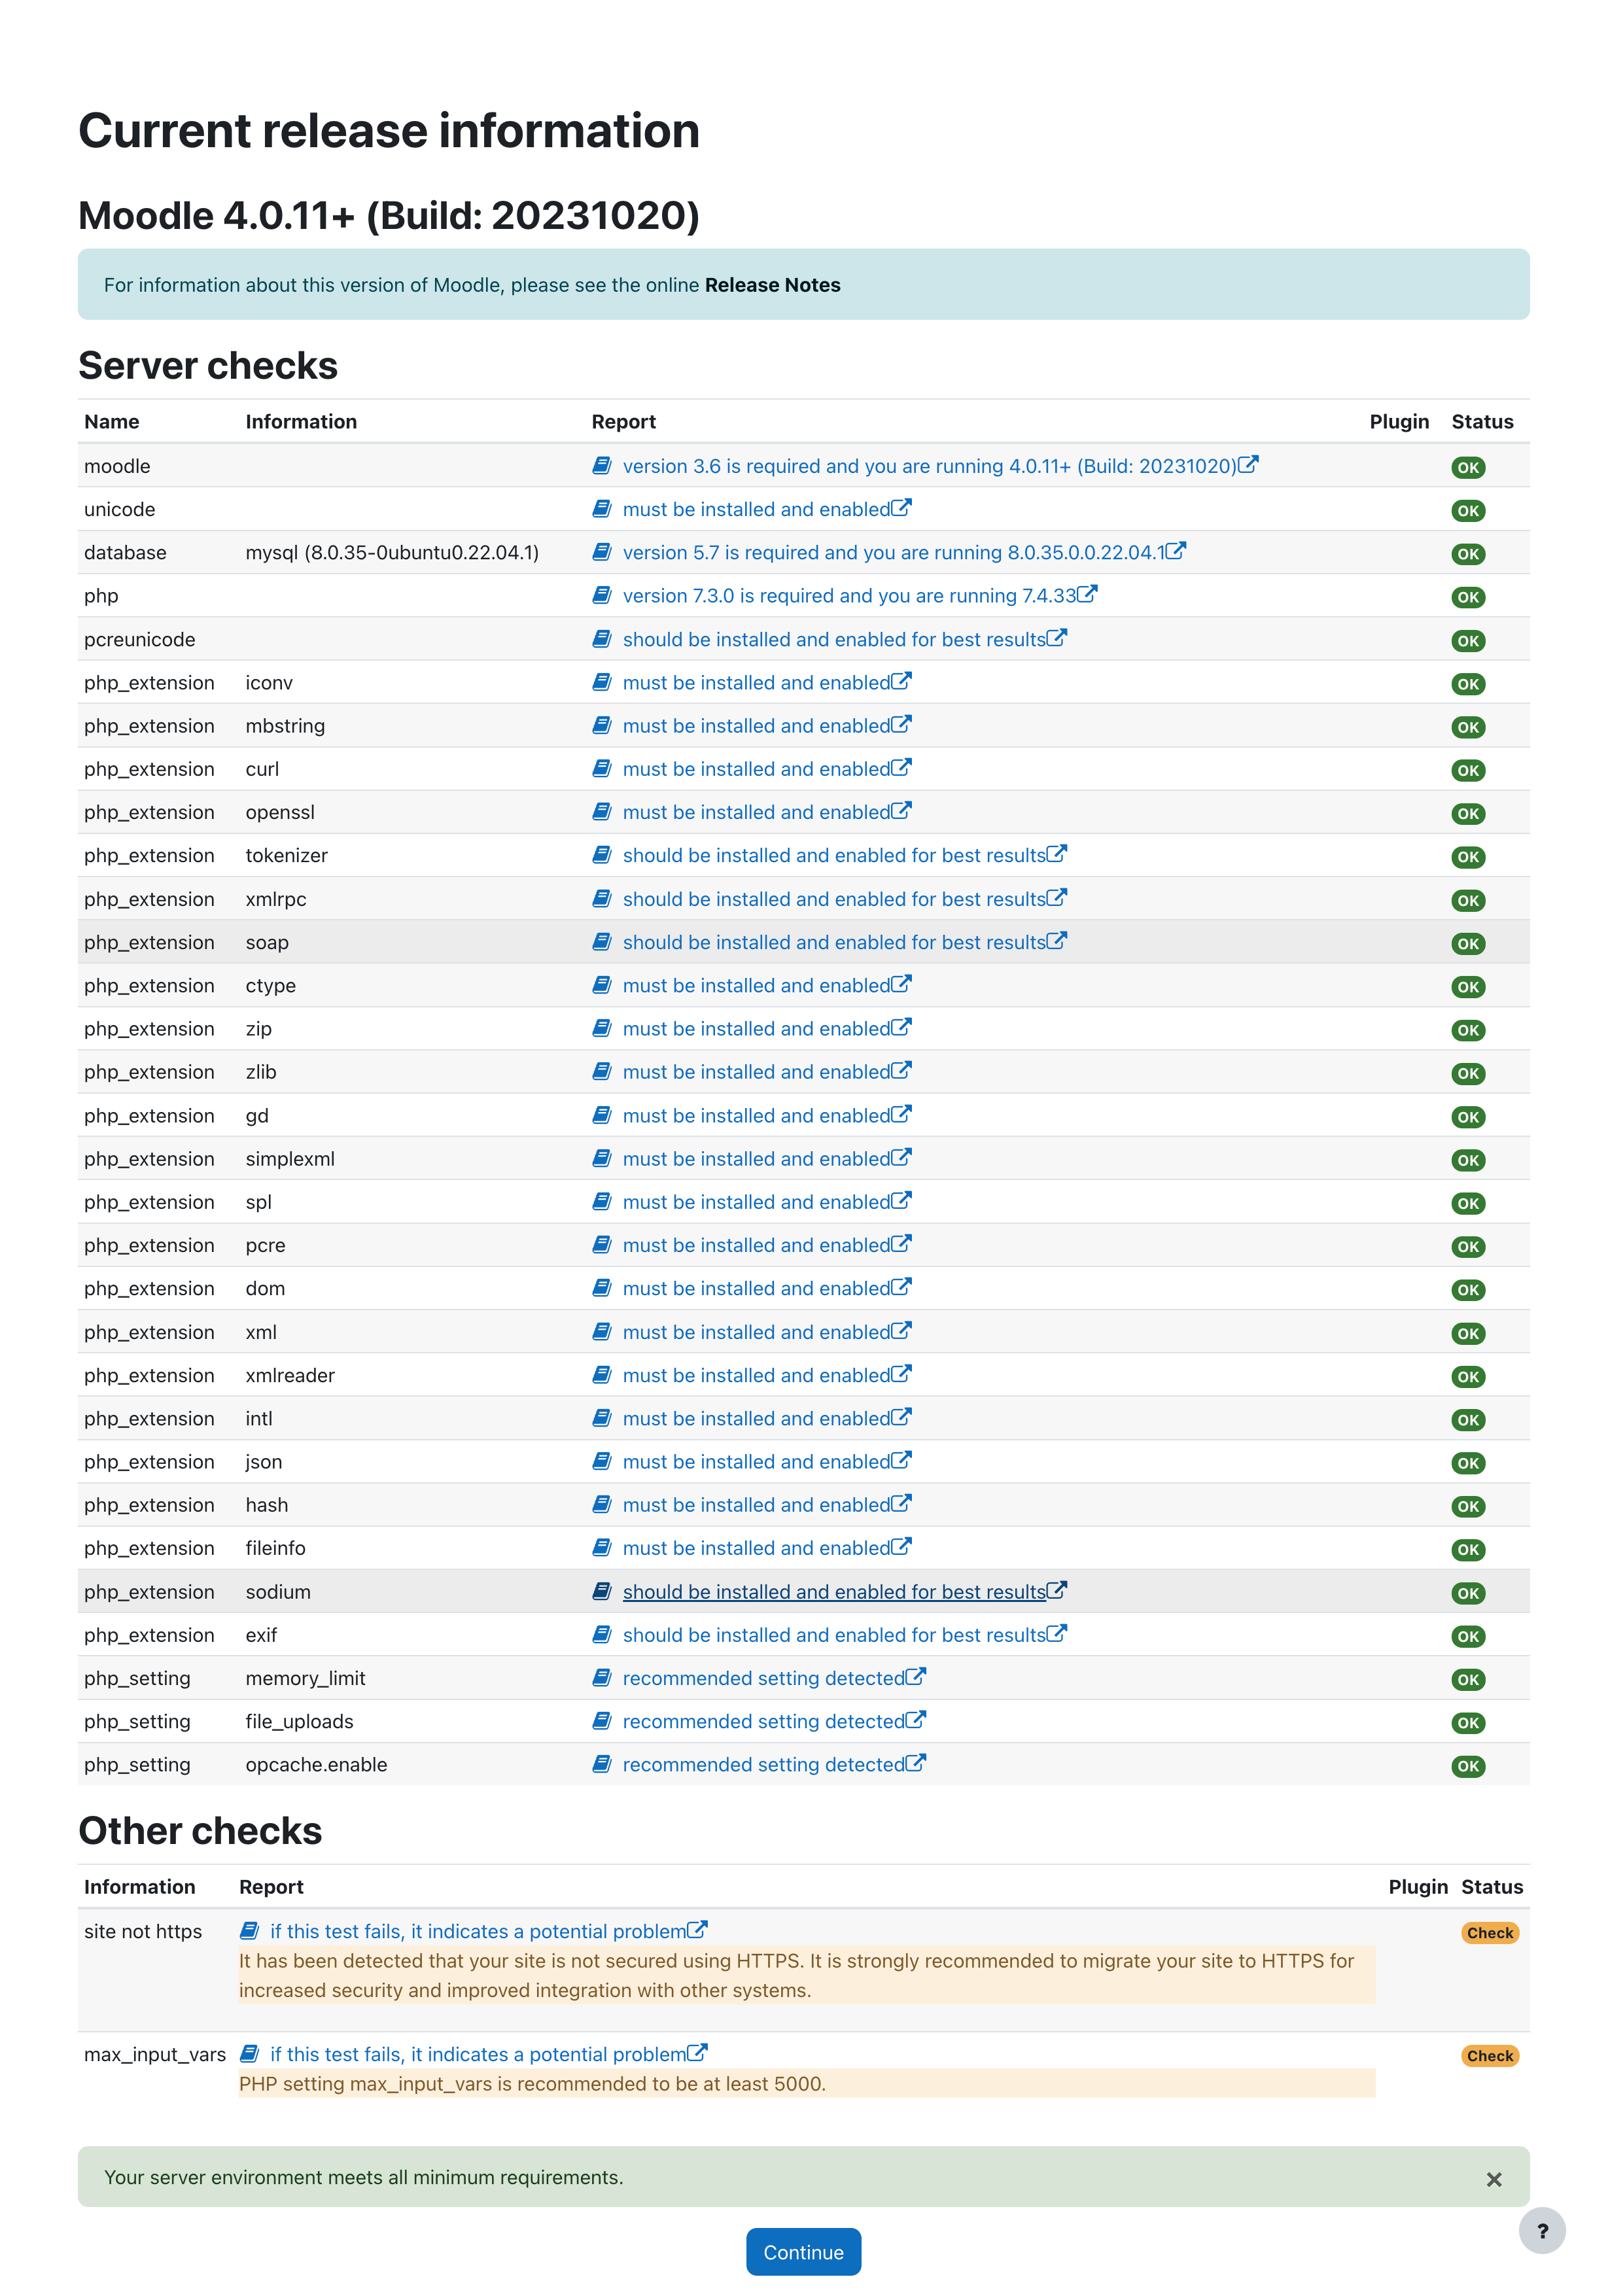 Current release information
Moodle 4.0.11+ (Build: 20231020)
For information about this version of Moodle, please see the online Release Notes
Server checks
Name Information Report Plugin Status
moodle version 3.6 is required and you are running 4.0.11+ (Build: 20231020) OK
unicode must be installed and enabled OK
database mysql (8.0.35-0ubuntu0.22.04.1) version 5.7 is required and you are running 8.0.35.0.0.22.04.1 OK
php version 7.3.0 is required and you are running 7.4.33 OK
pcreunicode should be installed and enabled for best results OK
php_extension iconv must be installed and enabled OK
php_extension mbstring must be installed and enabled OK
php_extension curl must be installed and enabled OK
php_extension openssl must be installed and enabled OK
php_extension tokenizer should be installed and enabled for best results OK
php_extension xmlrpc should be installed and enabled for best results OK
php_extension soap should be installed and enabled for best results OK
php_extension ctype must be installed and enabled OK
php_extension zip must be installed and enabled OK
php_extension zlib must be installed and enabled OK
php_extension gd must be installed and enabled OK
php_extension simplexml must be installed and enabled OK
php_extension spl must be installed and enabled OK
php_extension pcre must be installed and enabled OK
php_extension dom must be installed and enabled OK
php_extension xml must be installed and enabled OK
php_extension xmlreader must be installed and enabled OK
php_extension intl must be installed and enabled OK
php_extension json must be installed and enabled OK
php_extension hash must be installed and enabled OK
php_extension fileinfo must be installed and enabled OK
php_extension sodium should be installed and enabled for best results OK
php_extension exif should be installed and enabled for best results OK
php_setting memory_limit recommended setting detected OK
php_setting file_uploads recommended setting detected OK
php_setting opcache.enable recommended setting detected OK
Other checks
Information Report Plugin Status
site not https if this test fails, it indicates a potential problem Check
It has been detected that your site is not secured using HTTPS. It is strongly recommended to migrate your site to HTTPS for
increased security and improved integration with other systems.
max_input_vars if this test fails, it indicates a potential problem Check
PHP setting max_input_vars is recommended to be at least 5000.
Your server environment meets all minimum requirements. ×
?
Continue